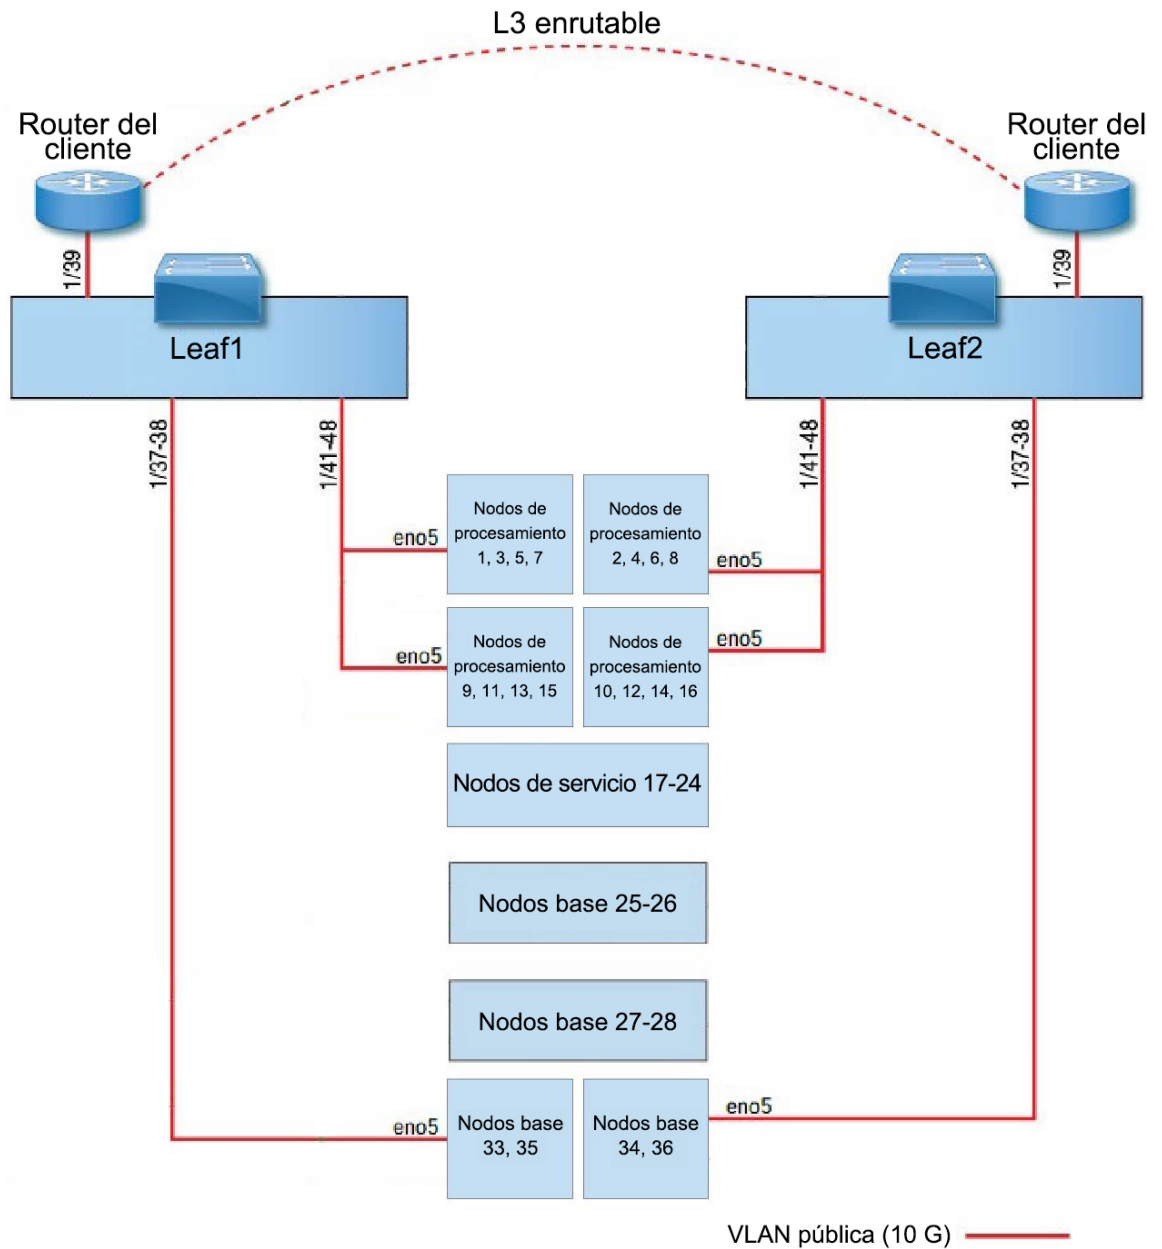 L3 enrutable
Router del
cliente
Router del
cliente
1/39
1/39
Leaf1
Leaf2
1/37-38
1/41-48
1/41-48
1/37-38
Nodos de
procesamiento
1, 3, 5, 7
Nodos de
procesamiento
2, 4, 6, 8
eno5
eno5
Nodos de
procesamiento
9, 11, 13, 15
Nodos de
procesamiento
10, 12, 14, 16
eno5
eno5
Nodos de servicio 17-24
Nodos base 25-26
Nodos base 27-28
eno5
eno5
Nodos base
33, 35
Nodos base
34, 36
VLAN pública (10 G)